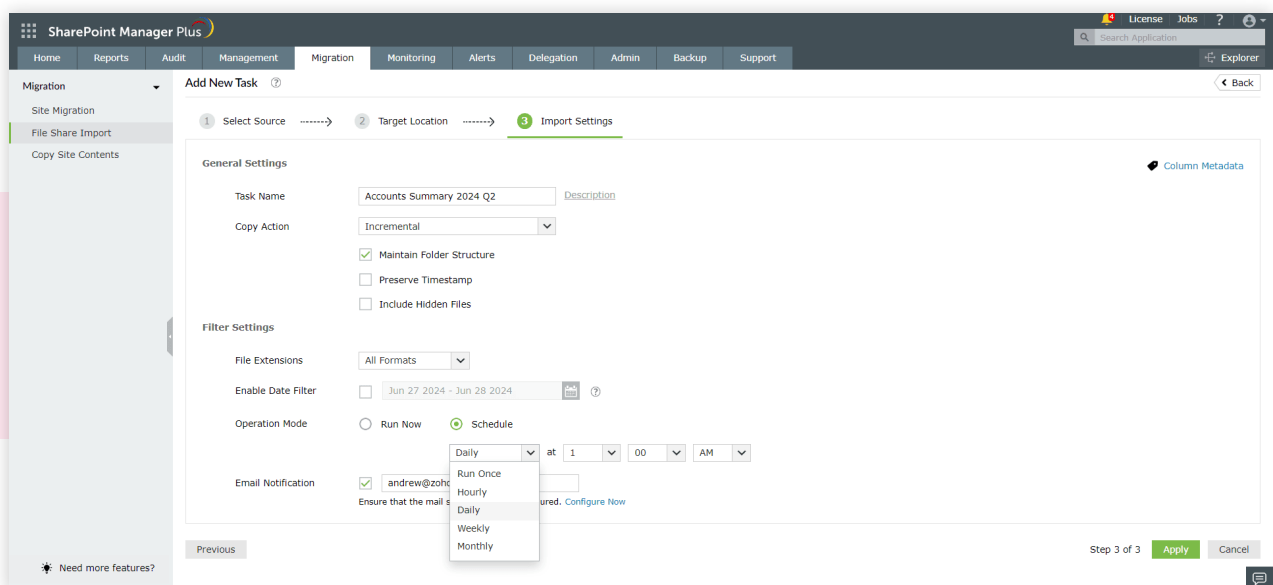 SharePoint Manager Plus
4 License Jobs ?
Search Application
Home Reports Audit Management Migration Monitoring Alerts Delegation Admin Backup Support
Explorer
Migration
Site Migration
File Share Import
Copy Site Contents
Add New Task ?
Back
1 Select Source 2 Target Location 3 Import Settings
General Settings
Column Metadata
Task Name Accounts Summary 2024 Q2 Description
Copy Action Incremental
Maintain Folder Structure
Preserve Timestamp
Include Hidden Files
Filter Settings
File Extensions All Formats
Enable Date Filter Jun 27 2024 - Jun 28 2024 ?
Operation Mode Run Now Schedule
Daily at 1 00 AM
Run Once
Hourly
Daily
Weekly
Monthly
Email Notification andrew@zoho
Ensure that the mail s ured. Configure Now
Previous
Step 3 of 3 Apply Cancel
Need more features?